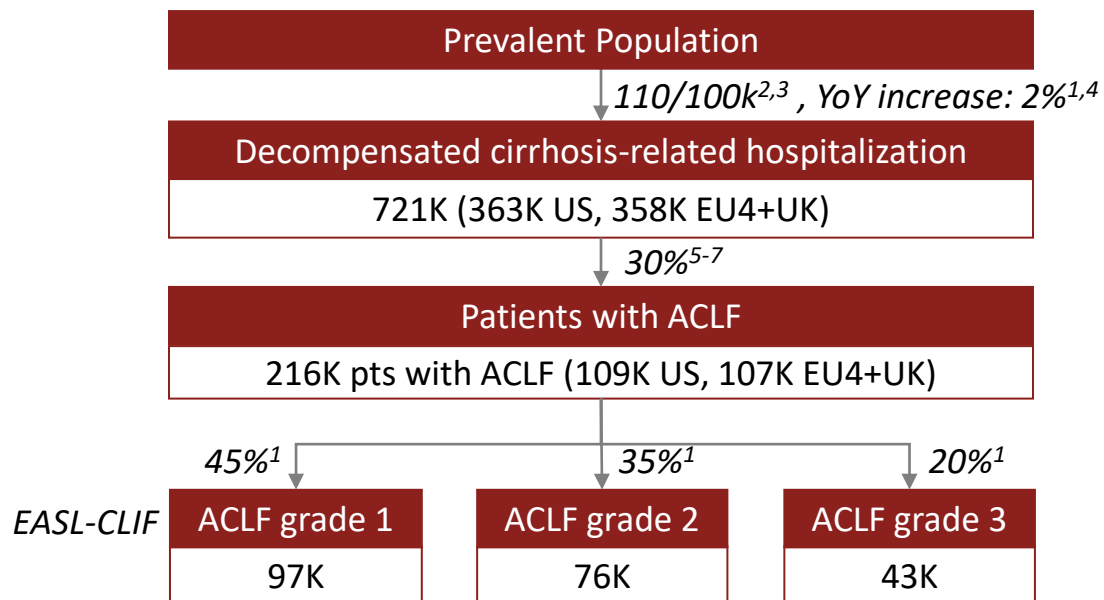 Prevalent Population
110/100k2,3 , YoY increase: 2%1,4
Decompensated cirrhosis-related hospitalization
721K (363K US, 358K EU4+UK)
30%5-7
Patients with ACLF
216K pts with ACLF (109K US, 107K EU4+UK)
45%1 35%1 20%1
EASL-CLIF ACLF grade 1 ACLF grade 2 ACLF grade 3
97K 76K 43K